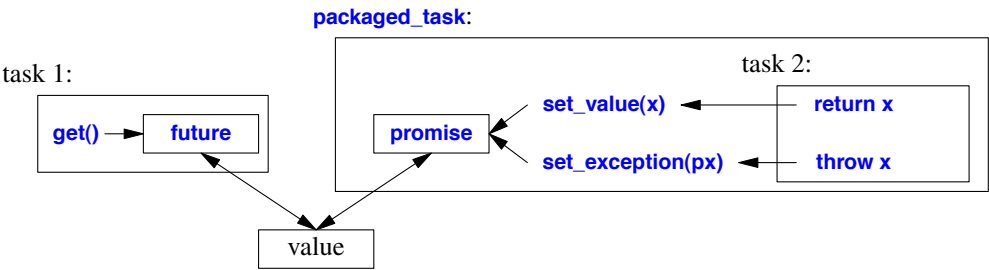 packaged_task:
task 1:
task 2:
get() future promise set_value(x) return x
set_exception(px) throw x
value